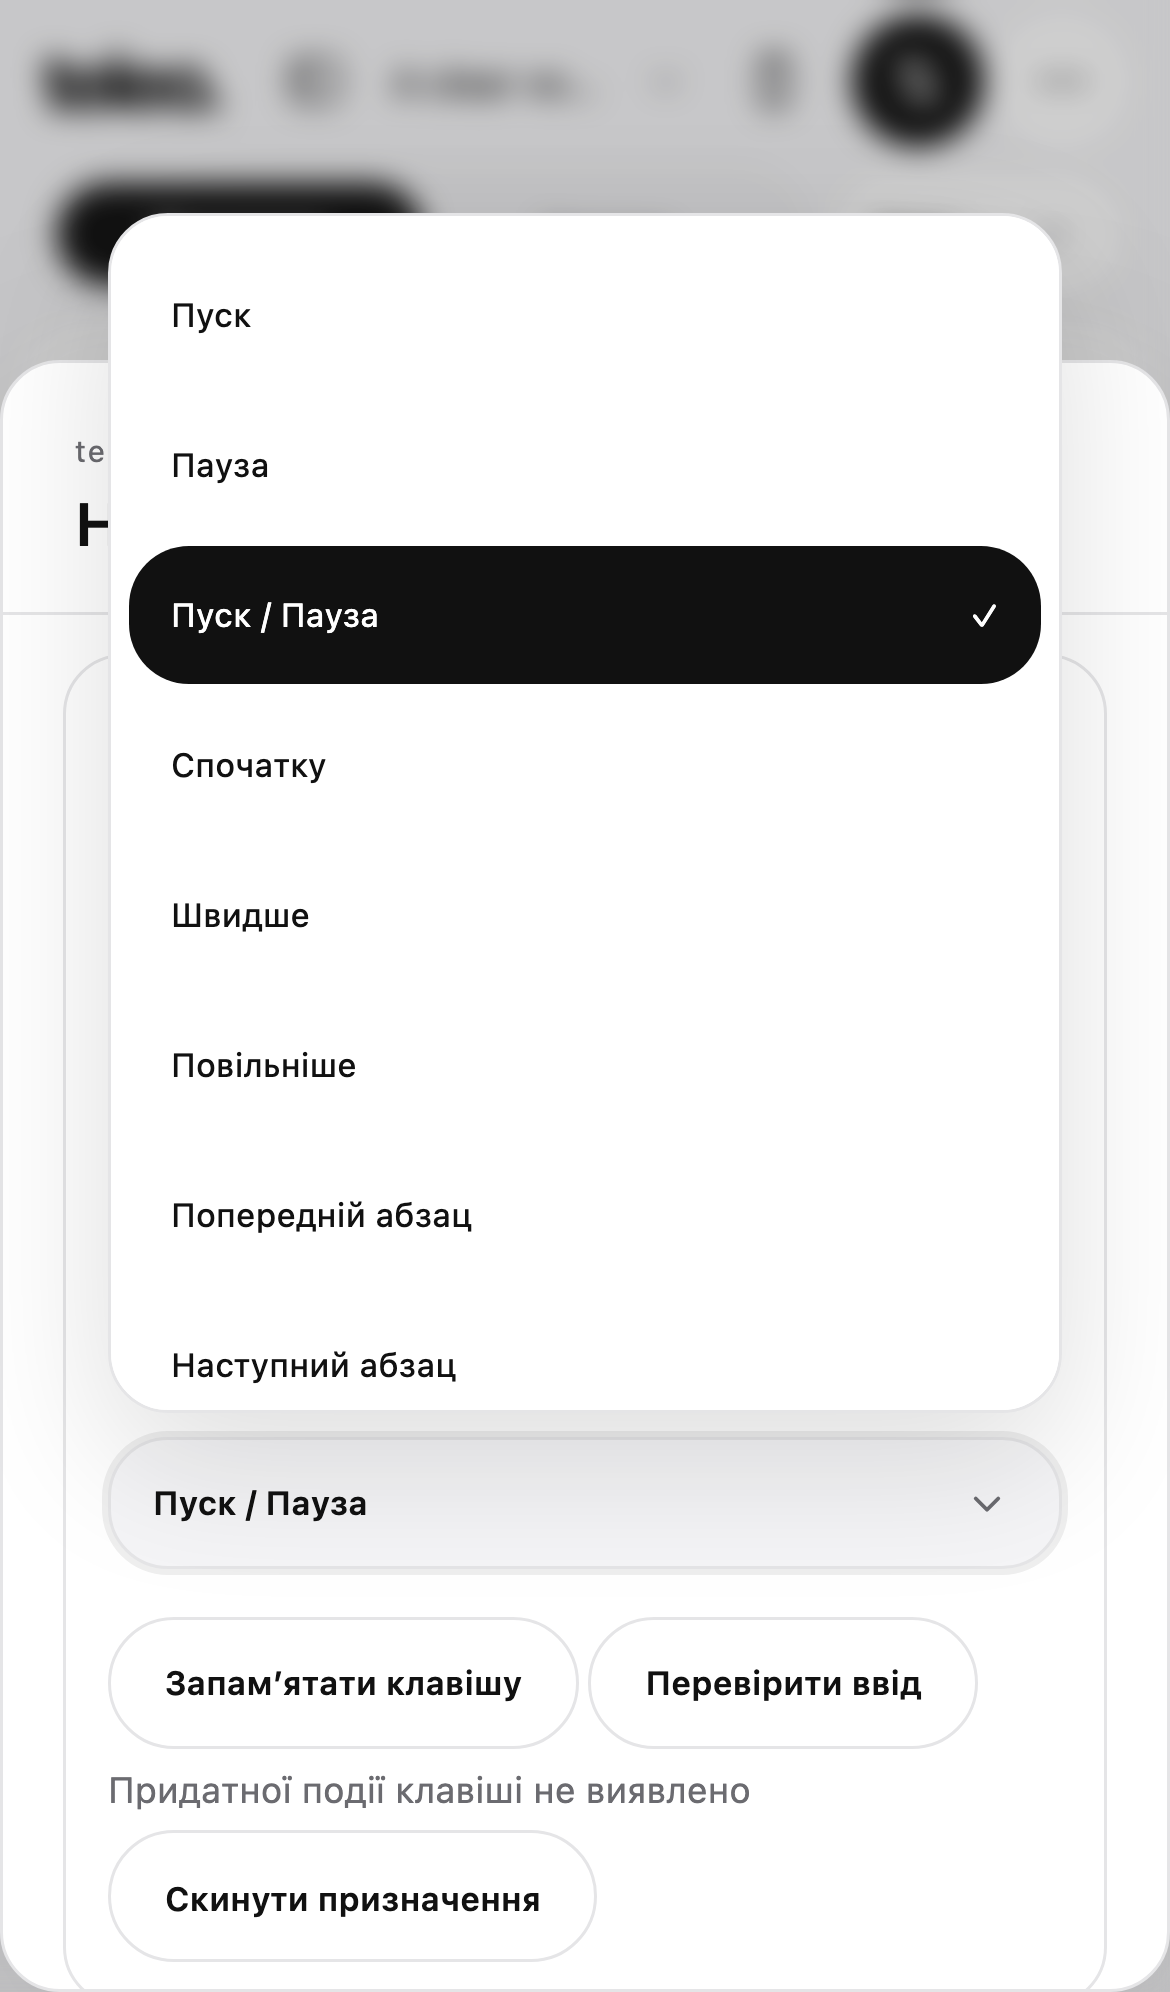 Пуск
Пауза
Пуск / Пауза
Спочатку
Швидше
Повільніше
Попередній абзац
Наступний абзац
Пуск / Пауза
Запам’ятати клавішу
Перевірити ввід
Придатної події клавіші не виявлено
Скинути призначення